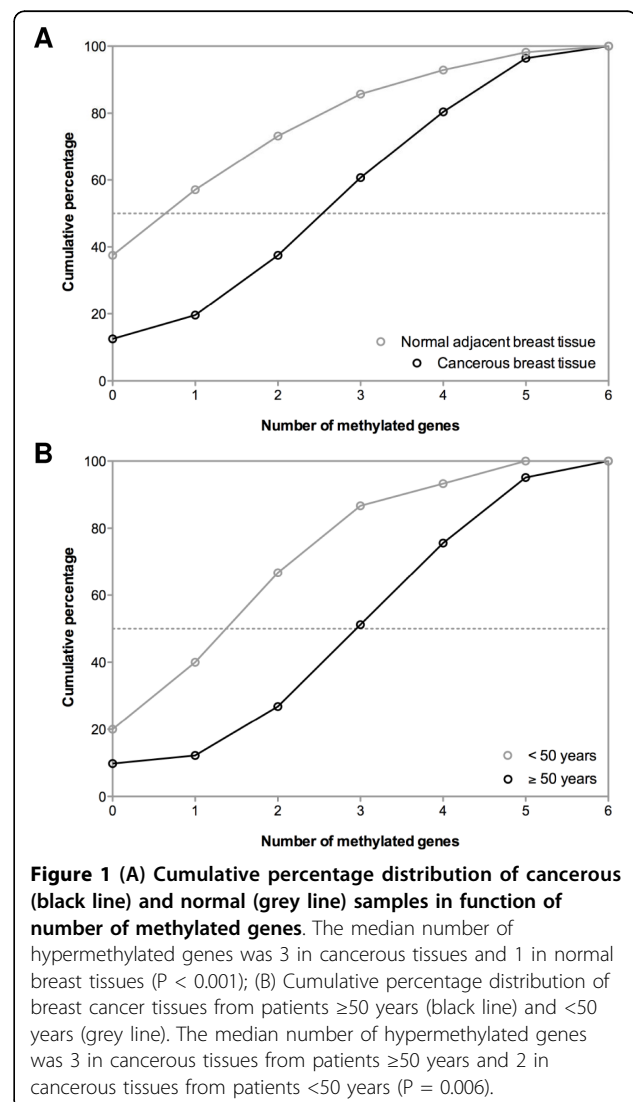 A
100
80
60
40
20
0
Cumulative percentage
Normal adjacent breast tissue
Cancerous breast tissue
0 1 2 3 4 5 6
Number of methylated genes
B
100
80
60
40
20
0
Cumulative percentage
< 50 years
≥ 50 years
0 1 2 3 4 5 6
Number of methylated genes
Figure 1 (A) Cumulative percentage distribution of cancerous
(black line) and normal (grey line) samples in function of
number of methylated genes. The median number of
hypermethylated genes was 3 in cancerous tissues and 1 in normal
breast tissues (P < 0.001); (B) Cumulative percentage distribution of
breast cancer tissues from patients ≥50 years (black line) and <50
years (grey line). The median number of hypermethylated genes
was 3 in cancerous tissues from patients ≥50 years and 2 in
cancerous tissues from patients <50 years (P = 0.006).